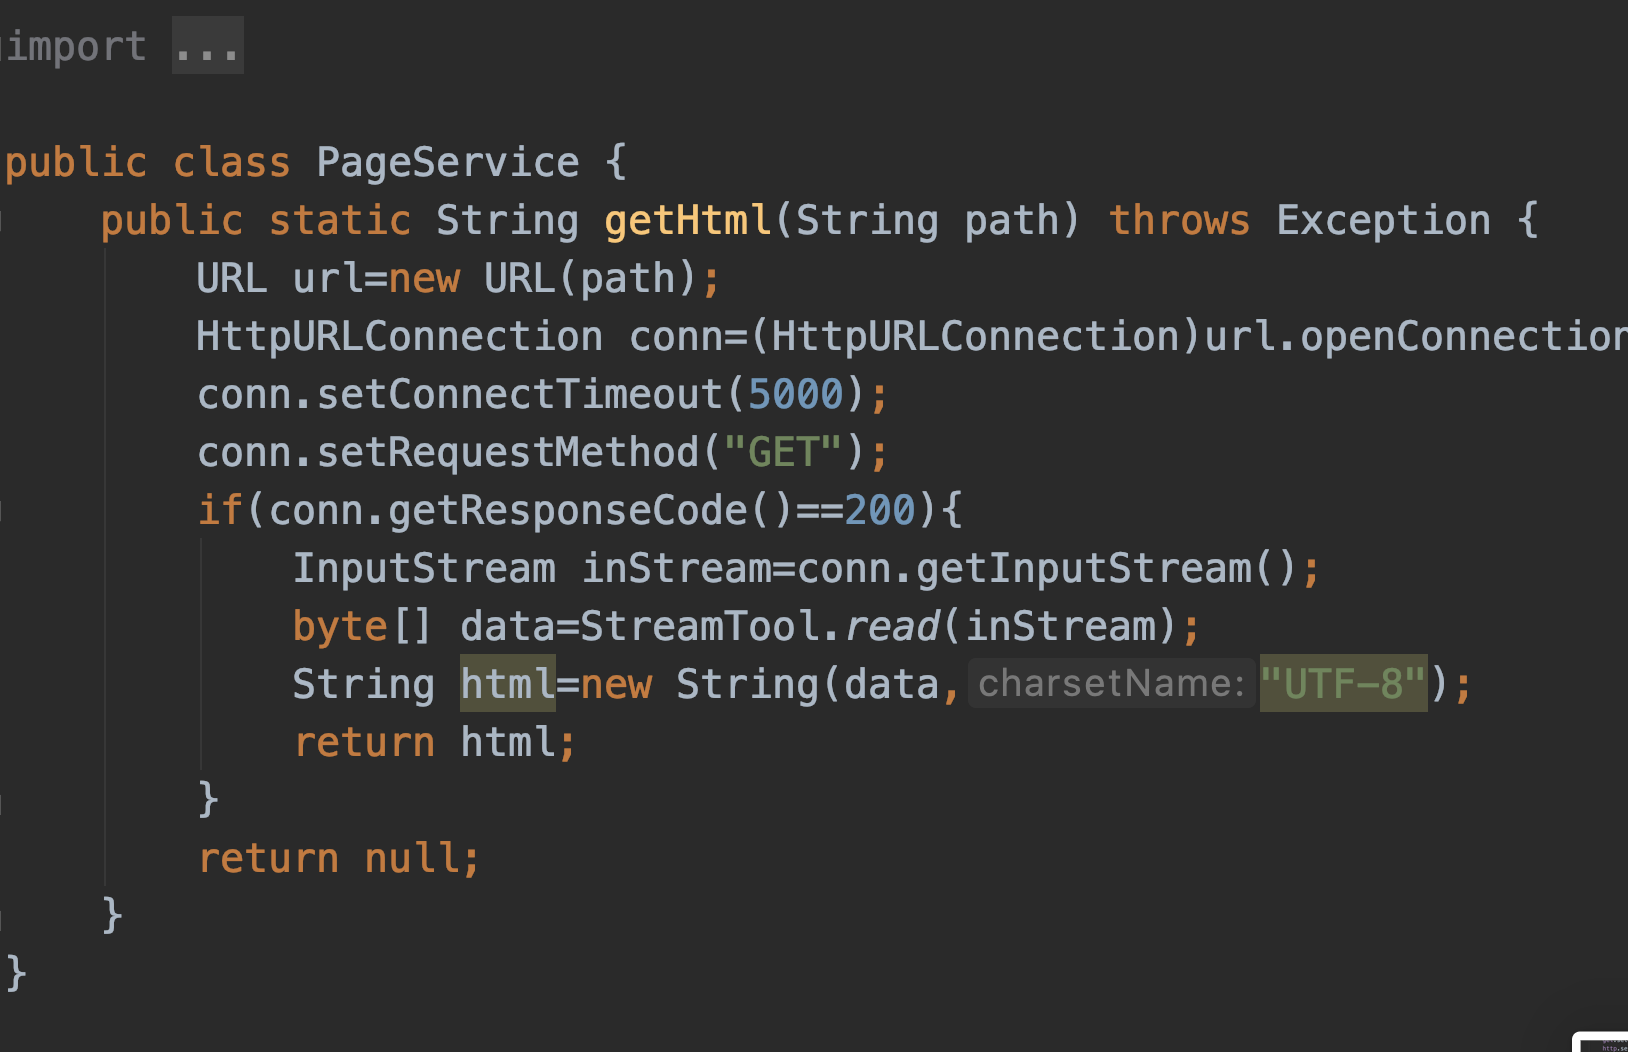 import ...
public class PageService {
public static String getHtml(String path) throws Exception {
URL url=new URL(path);
HttpURLConnection conn=(HttpURLConnection)url.openConnection
conn.setConnectTimeout(5000);
conn.setRequestMethod("GET");
if(conn.getResponseCode()==200){
InputStream inStream=conn.getInputStream();
byte[] data=StreamTool.read(inStream);
String html=new String(data, charsetName: "UTF-8");
return html;
}
return null;
}
}